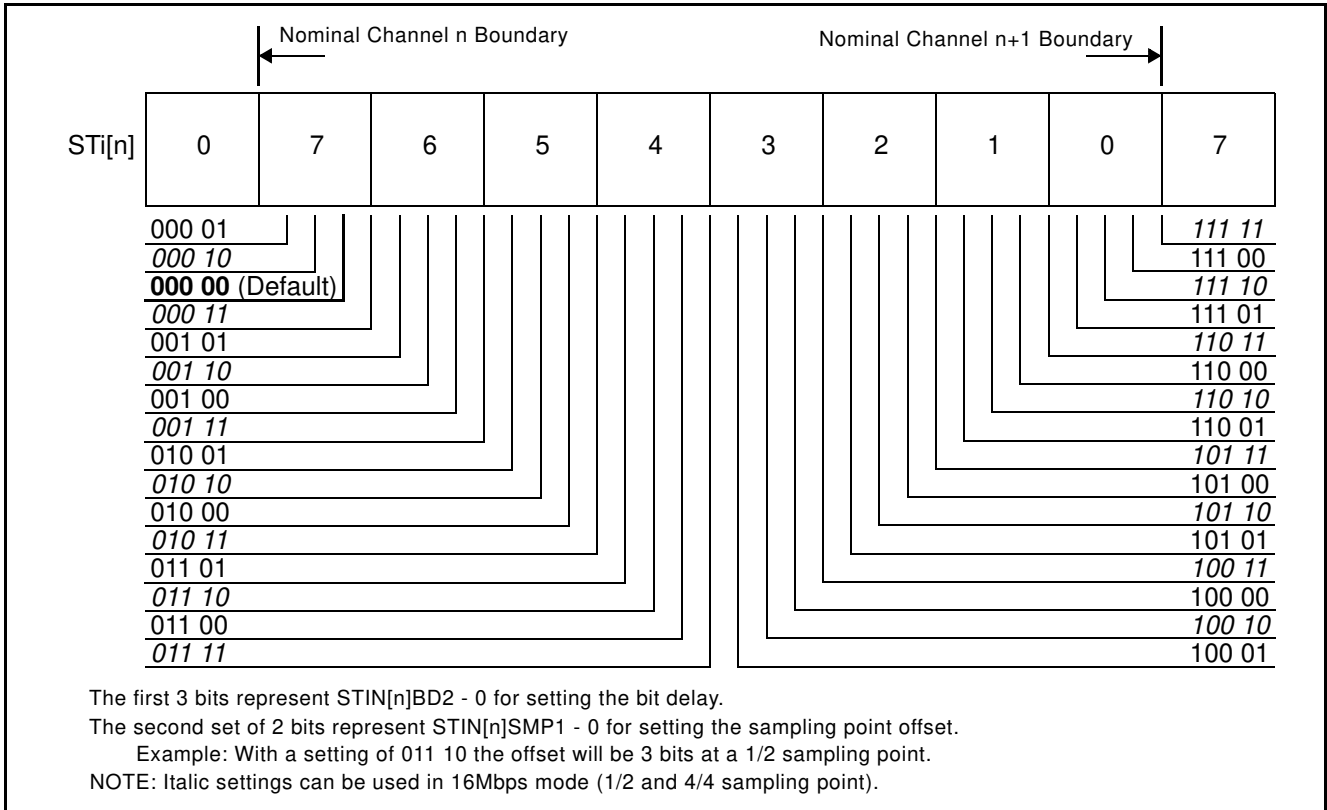 Nominal Channel n Boundary
Nominal Channel n+1 Boundary
STi[n] 0 7 6 5 4 3 2 1 0 7
000 01 111 11
000 10 111 00
000 00 (Default) 111 10
000 11 111 01
001 01 110 11
001 10 110 00
001 00 110 10
001 11 110 01
010 01 101 11
010 10 101 00
010 00 101 10
010 11 101 01
011 01 100 11
011 10 100 00
011 00 100 10
011 11 100 01
The first 3 bits represent STIN[n]BD2 - 0 for setting the bit delay.
The second set of 2 bits represent STIN[n]SMP1 - 0 for setting the sampling point offset.
Example: With a setting of 011 10 the offset will be 3 bits at a 1/2 sampling point.
NOTE: Italic settings can be used in 16Mbps mode (1/2 and 4/4 sampling point).